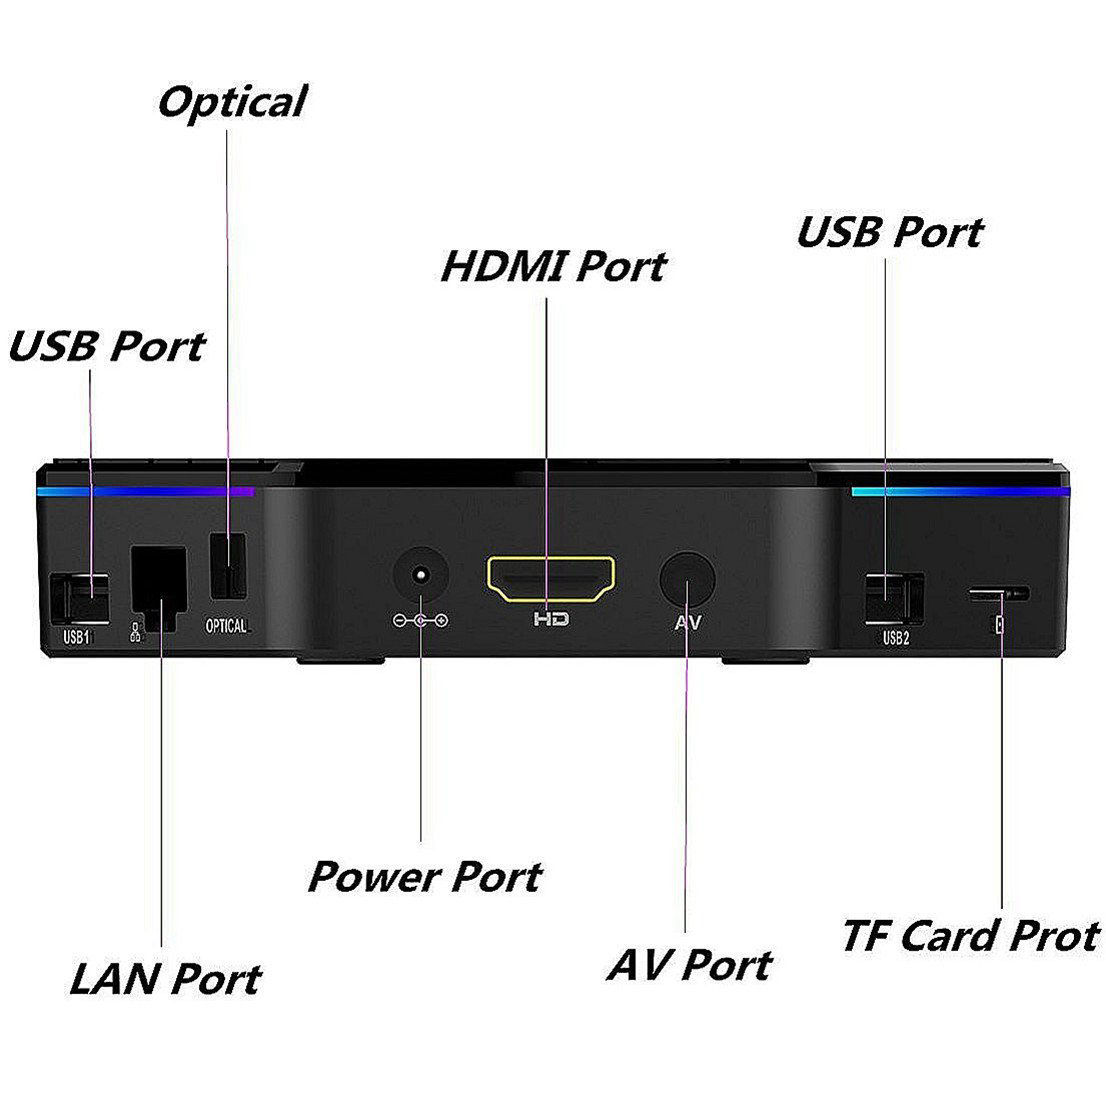 Optical
USB Port
HDMI Port
USB Port
USB1
OPTICAL
HD
AV
USB2
Power Port
TF Card Prot
AV Port
LAN Port